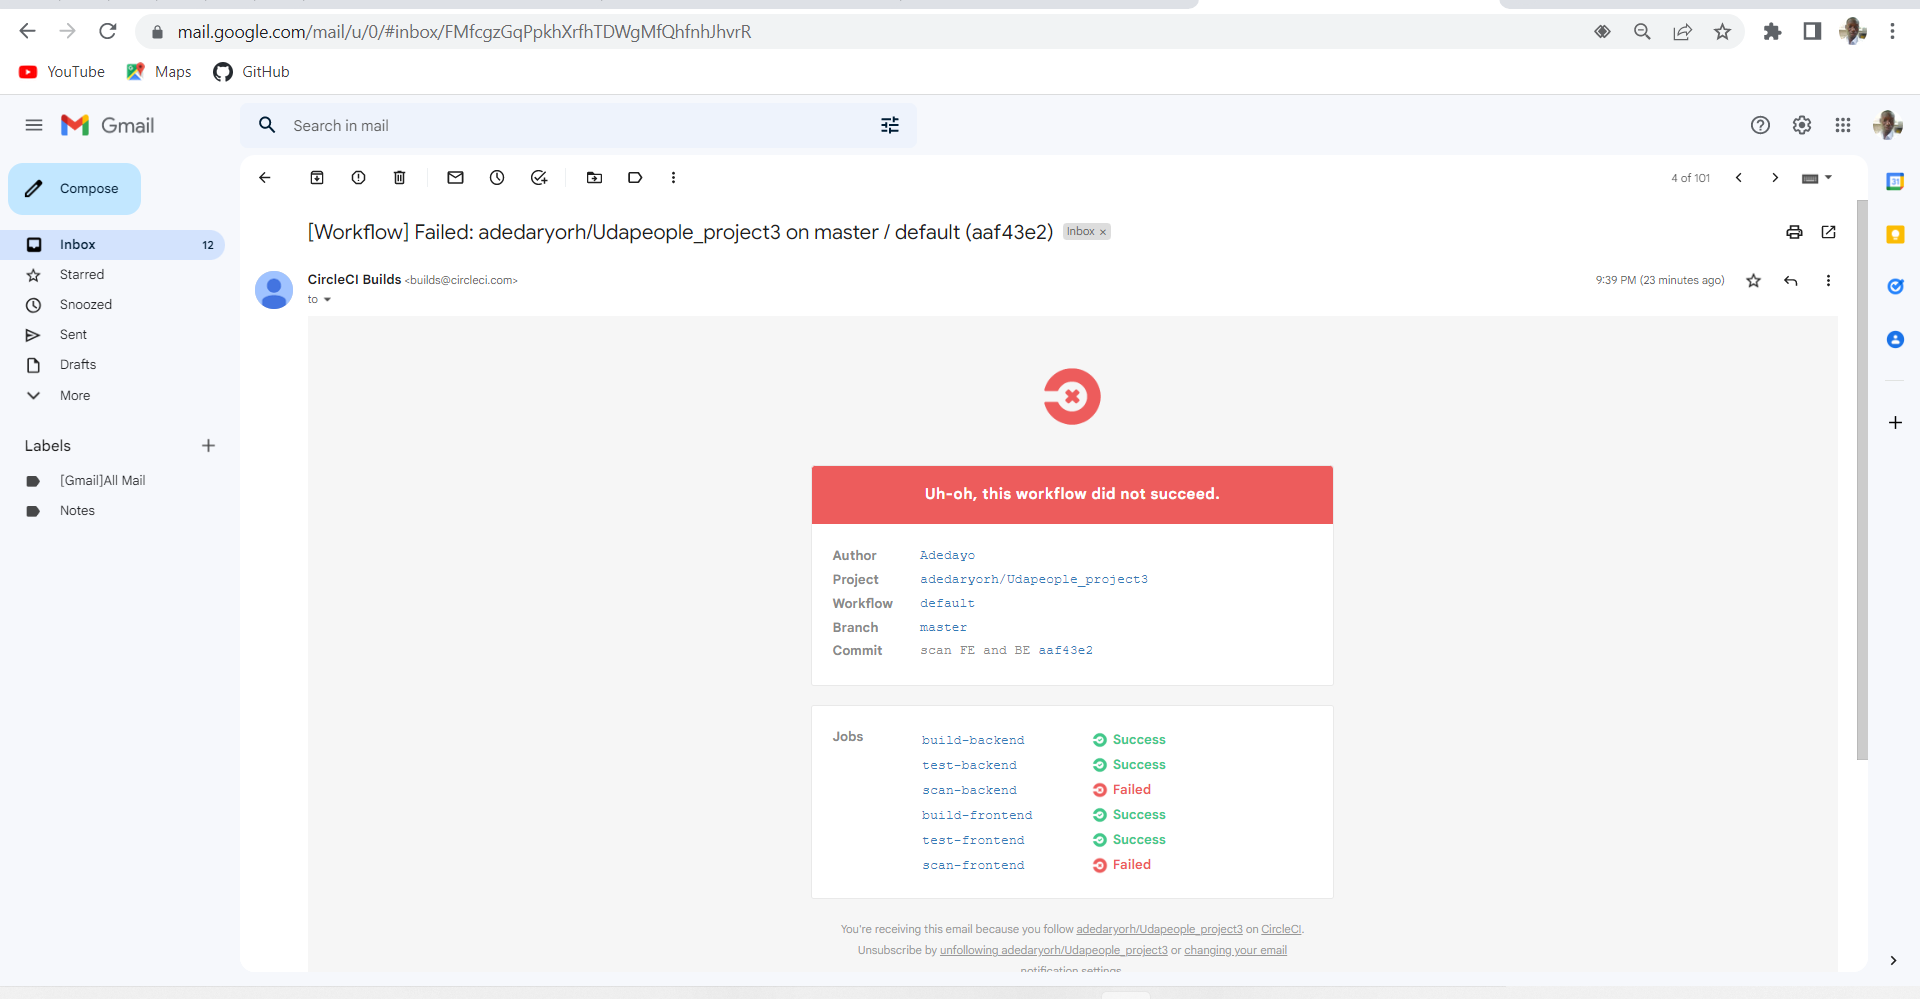 mail.google.com/mail/u/0/#inbox/FMfcgzGqPpkhXrfhTDWgMfQhfnhJhvrR
YouTube Maps GitHub
Gmail
Search in mail
Compose
4 of 101
Inbox 12
Starred
Snoozed
Sent
Drafts
More
Labels
[Gmail]All Mail
Notes
[Workflow] Failed: adedaryorh/Udapeople_project3 on master / default (aaf43e2) Inbox x
CircleCI Builds <builds@circleci.com> 9:39 PM (23 minutes ago)
to
Uh-oh, this workflow did not succeed.
Author Adedayo
Project adedaryorh/Udapeople_project3
Workflow default
Branch master
Commit scan FE and BE aaf43e2
Jobs build-backend Success
test-backend Success
scan-backend Failed
build-frontend Success
test-frontend Success
scan-frontend Failed
You're receiving this email because you follow adedaryorh/Udapeople_project3 on CircleCI.
Unsubscribe by unfollowing adedaryorh/Udapeople_project3 or changing your email
notification settings
31